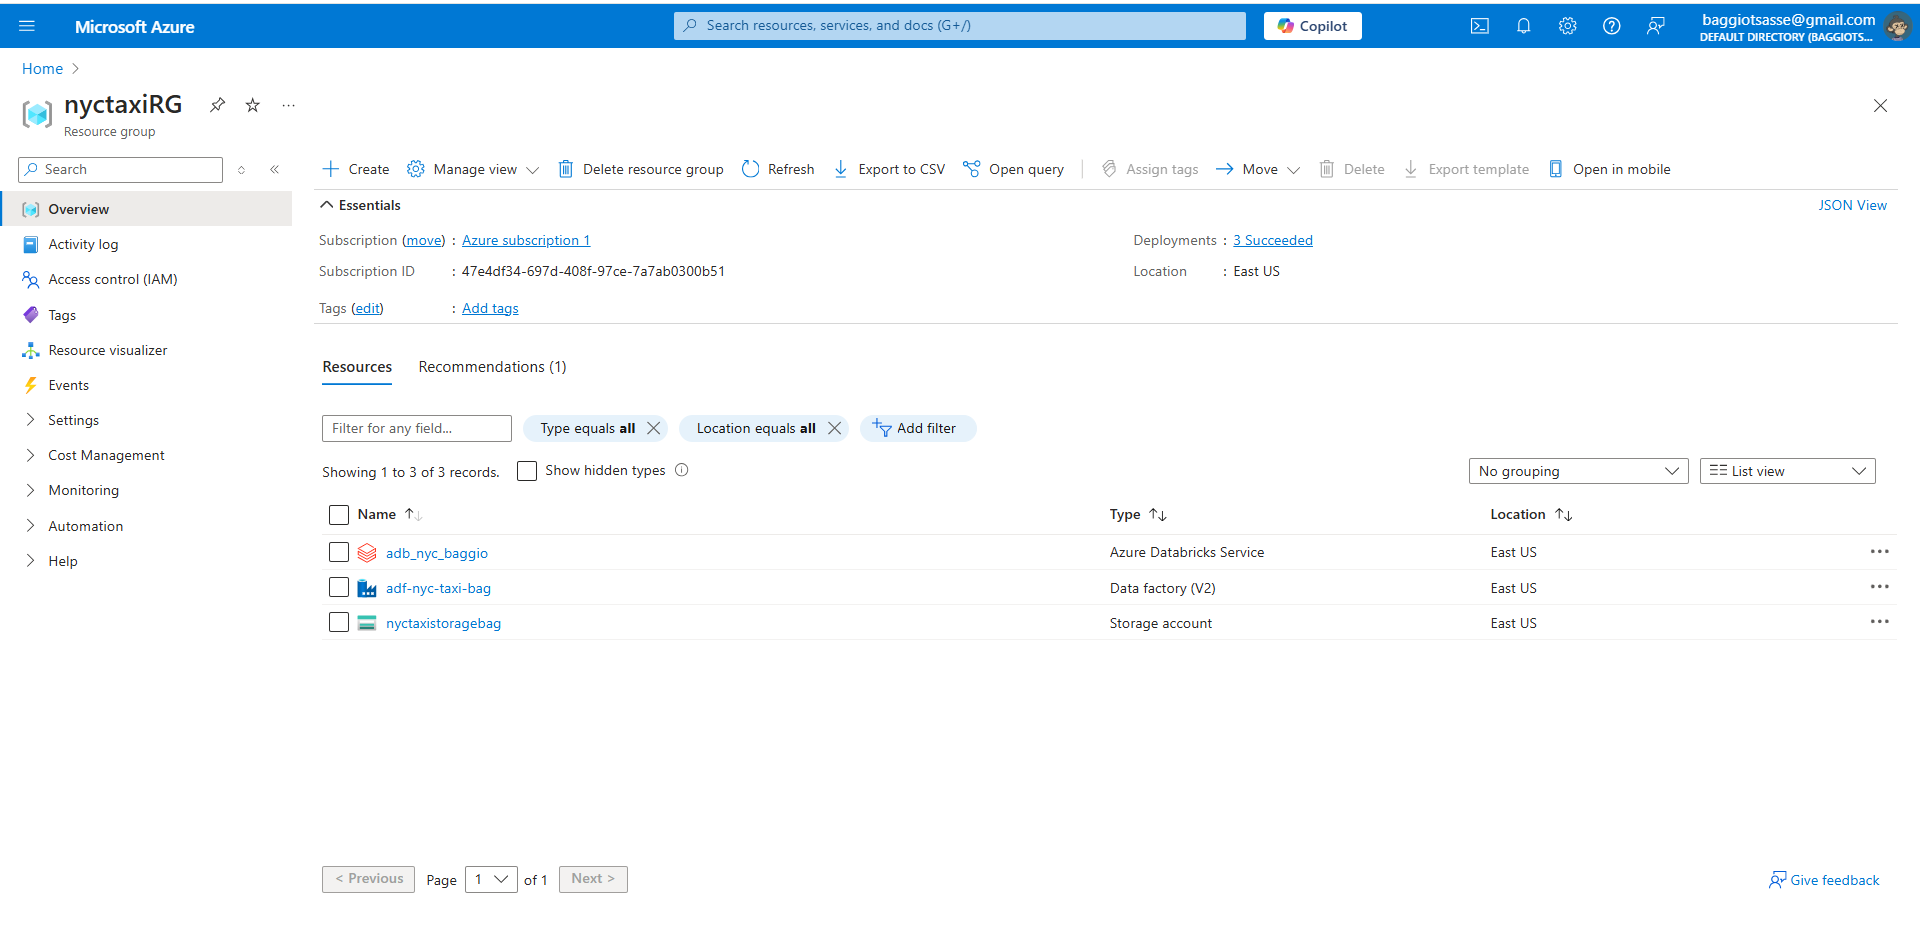 Microsoft Azure
Search resources, services, and docs (G+/)
Copilot
baggiotsasse@gmail.com
DEFAULT DIRECTORY (BAGGIOTS...
Home
nyctaxiRG
Resource group
Search
Overview
Activity log
Access control (IAM)
Tags
Resource visualizer
Events
Settings
Cost Management
Monitoring
Automation
Help
Create Manage view Delete resource group Refresh Export to CSV Open query Assign tags Move Delete Export template Open in mobile
Essentials JSON View
Subscription (move) : Azure subscription 1 Deployments : 3 Succeeded
Subscription ID : 47e4df34-697d-408f-97ce-7a7ab0300b51 Location : East US
Tags (edit) : Add tags
Resources Recommendations (1)
Filter for any field... Type equals all Location equals all Add filter
Showing 1 to 3 of 3 records. Show hidden types No grouping List view
Name Type Location
adb_nyc_baggio Azure Databricks Service East US
adf-nyc-taxi-bag Data factory (V2) East US
nyctaxistoragebag Storage account East US
< Previous Page 1 of 1 Next > Give feedback